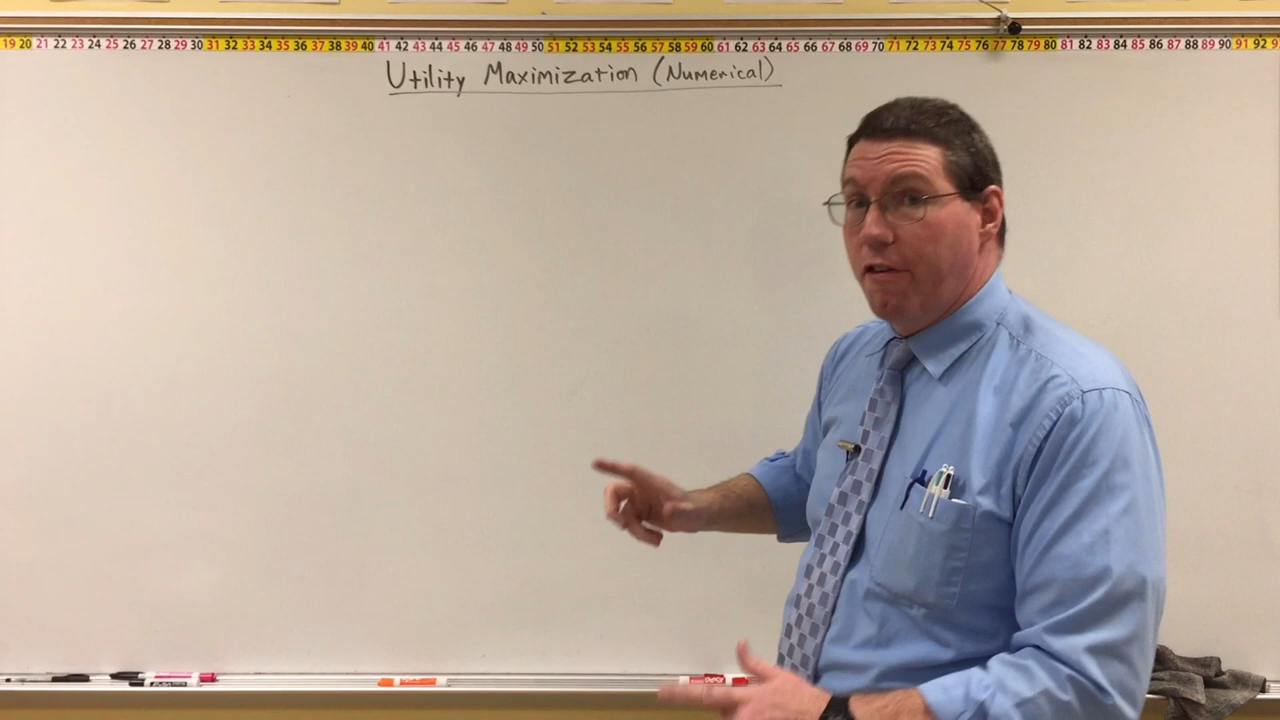 19 20 21 22 23 24 25 26 27 28 29 30 31 32 33 34 35 36 37 38 39 40 41 42 43 44 45 46 47 48 49 50 51 52 53 54 55 56 57 58 59 60 61 62 63 64 65 66 67 68 69 70 71 72 73 74 75 76 77 78 79 80 81 82 83 84 85 86 87 88 89 90 91 92
Utility Maximization (Numerical)